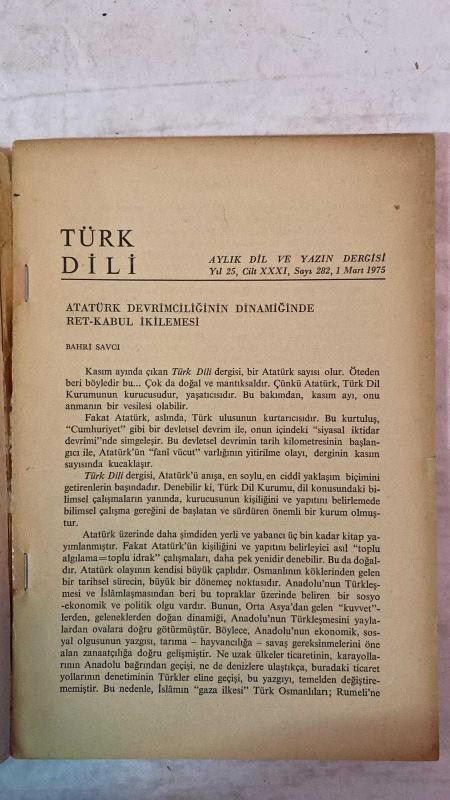 TÜRK
DİLİ
AYLIK DİL VE YAZIN DERGİSİ
Yıl 25, Cilt XXXI, Sayı 282, 1 Mart 1975
ATATÜRK DEVRİMCİLİĞİNİN DİNAMİĞİNDE
RET-KABUL İKİLEMESİ
BAHRİ SAVCI
Kasım ayında çıkan Türk Dili dergisi, bir Atatürk sayısı olur. Öteden
beri böyledir bu... Çok da doğal ve mantıksaldır. Çünkü Atatürk, Türk Dil
Kurumunun kurucusudur, yaşatıcısıdır. Bu bakımdan, kasım ayı, onu
anmanın bir vesilesi olabilir.
Fakat Atatürk, aslında, Türk ulusunun kurtarıcısıdır. Bu kurtuluş,
"Cumhuriyet" gibi bir devletsel devrim ile, onun içindeki "siyasal iktidar
devrimi"nde simgeleşir. Bu devletsel devrimin tarih kilometresinin başlan-
gıcı ile, Atatürk'ün "fanî vücut" varlığının yitirilme olayı, derginin kasım
sayısında kucaklaşır.
Türk Dili dergisi, Atatürk'ü anışa, en soylu, en ciddî yaklaşım biçimini
getirenlerin başındadır. Denebilir ki, Türk Dil Kurumu, dil konusundaki bi-
limsel çalışmaların yanında, kurucusunun kişiliğini ve yapıtını belirlemede
bilimsel çalışma gereğini de başlatan ve sürdüren önemli bir kurum olmuş-
tur.
Atatürk üzerinde daha şimdiden yerli ve yabancı üç bin kadar kitap ya-
yımlanmıştır. Fakat Atatürk'ün kişiliğini ve yapıtını belirleyici asıl "toplu
algılama=toplu idrak" çalışmaları, daha pek yenidir denebilir. Bu da doğal-
dır. Atatürk olayının kendisi büyük çaplıdır. Osmanlının köklerinden gelen
bir tarihsel sürecin, büyük bir dönemeç noktasıdır. Anadolu'nun Türkleş-
mesi ve İslâmlaşmasından beri bu topraklar üzerinde beliren bir sosyo
-ekonomik ve politik olgu vardır. Bunun, Orta Asya'dan gelen "kuvvet"-
lerden, geleneklerden doğan dinamiği, Anadolu'nun Türkleşmesini yayla-
lardan ovalara doğru götürmüştür. Böylece, Anadolu'nun ekonomik, sos-
yal olgusunun yazgısı, tarıma - hayvancılığa - savaş gereksinmelerini öne
alan zanaatçılığa doğru gelişmiştir. Ne uzak ülkeler ticaretinin, karayolla-
rının Anadolu bağrından geçişi, ne de denizlere ulaştıkça, buradaki ticaret
yollarının denetiminin Türkler eline geçişi, bu yazgıyı, temelden değiştire-
memiştir. Bu nedenle, İslâmın "gaza ilkesi" Türk Osmanlıları; Rumeli'ne